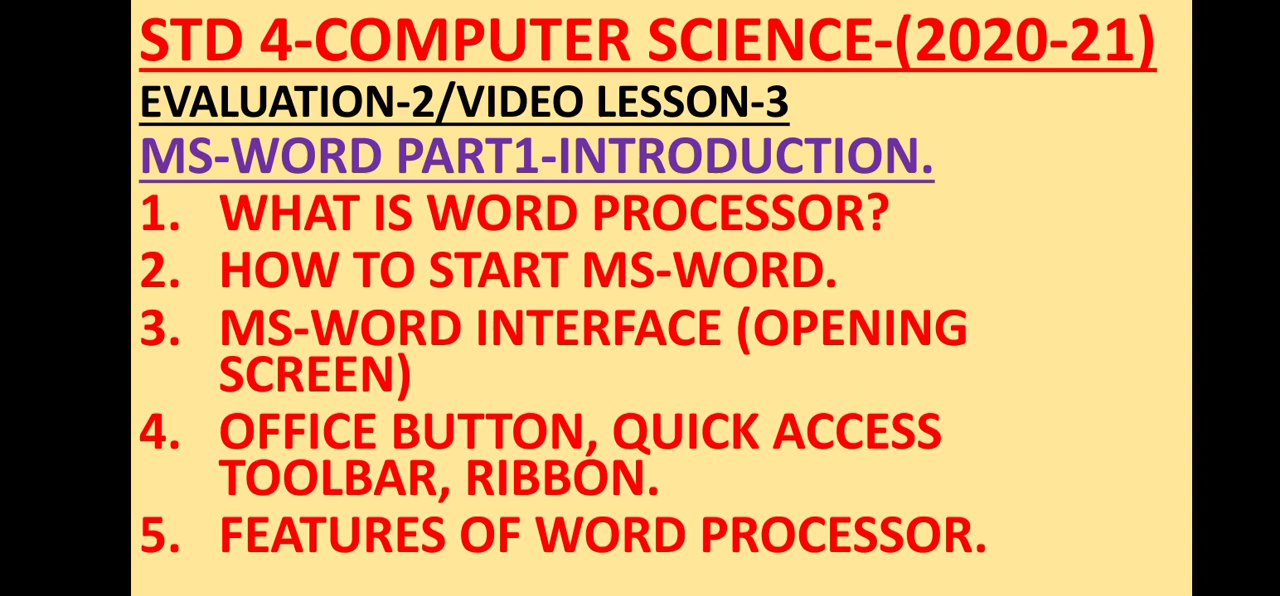 STD 4-COMPUTER SCIENCE-(2020-21)
EVALUATION-2/VIDEO LESSON-3
MS-WORD PART1-INTRODUCTION.
1. WHAT IS WORD PROCESSOR?
2. HOW TO START MS-WORD.
3. MS-WORD INTERFACE (OPENING
SCREEN)
4. OFFICE BUTTON, QUICK ACCESS
TOOLBAR, RIBBON.
5. FEATURES OF WORD PROCESSOR.